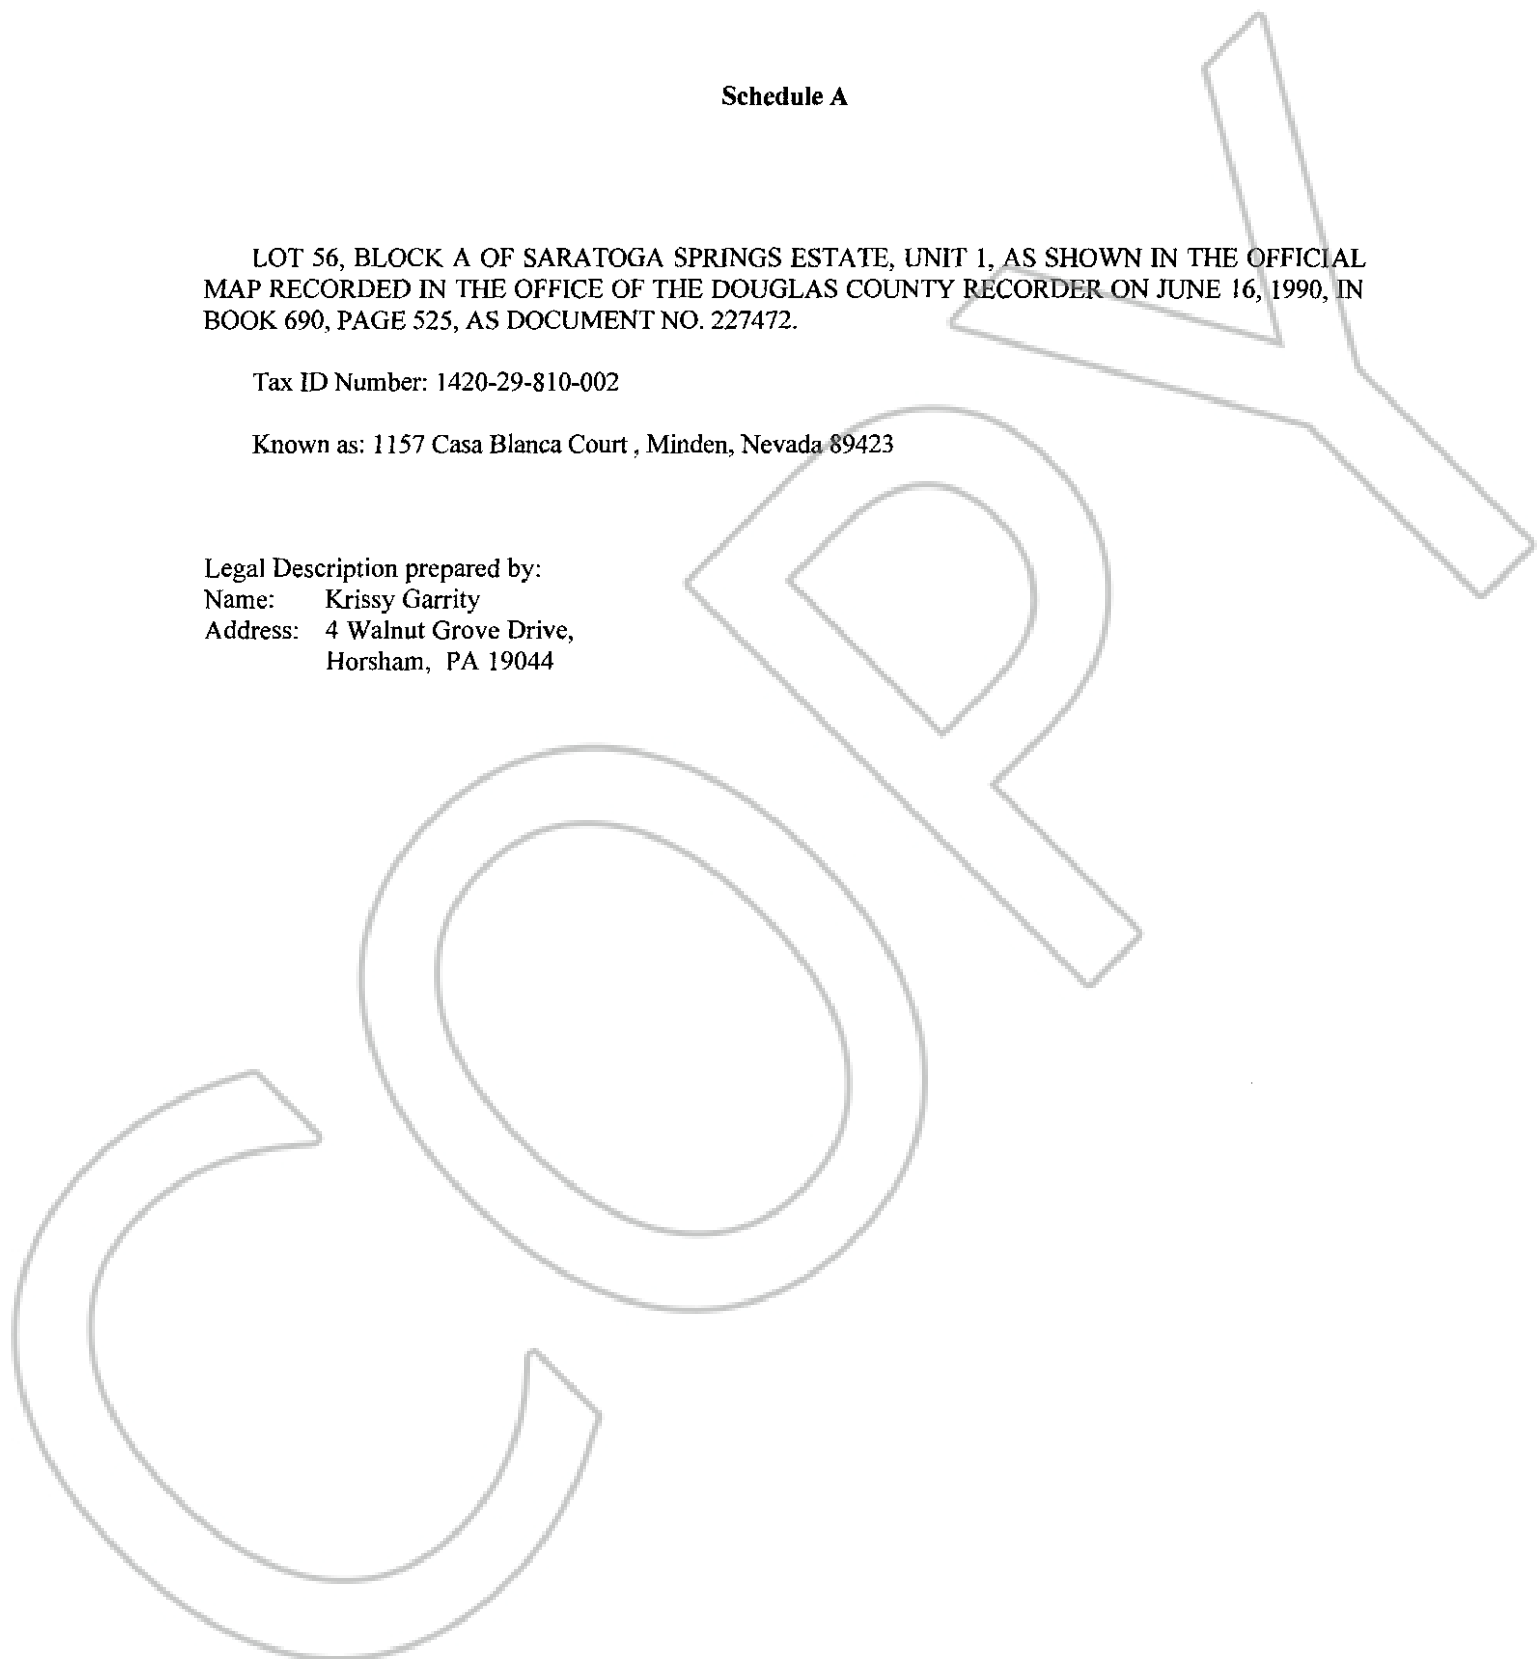 Schedule A
LOT 56, BLOCK A OF SARATOGA SPRINGS ESTATE, UNIT 1, AS SHOWN IN THE OFFICIAL
MAP RECORDED IN THE OFFICE OF THE DOUGLAS COUNTY RECORDER ON JUNE 16, 1990, IN
BOOK 690, PAGE 525, AS DOCUMENT NO. 227472.
Tax ID Number: 1420-29-810-002
Known as: 1157 Casa Blanca Court , Minden, Nevada 89423
Legal Description prepared by:
Name: Krissy Garrity
Address: 4 Walnut Grove Drive,
Horsham, PA 19044
COPY